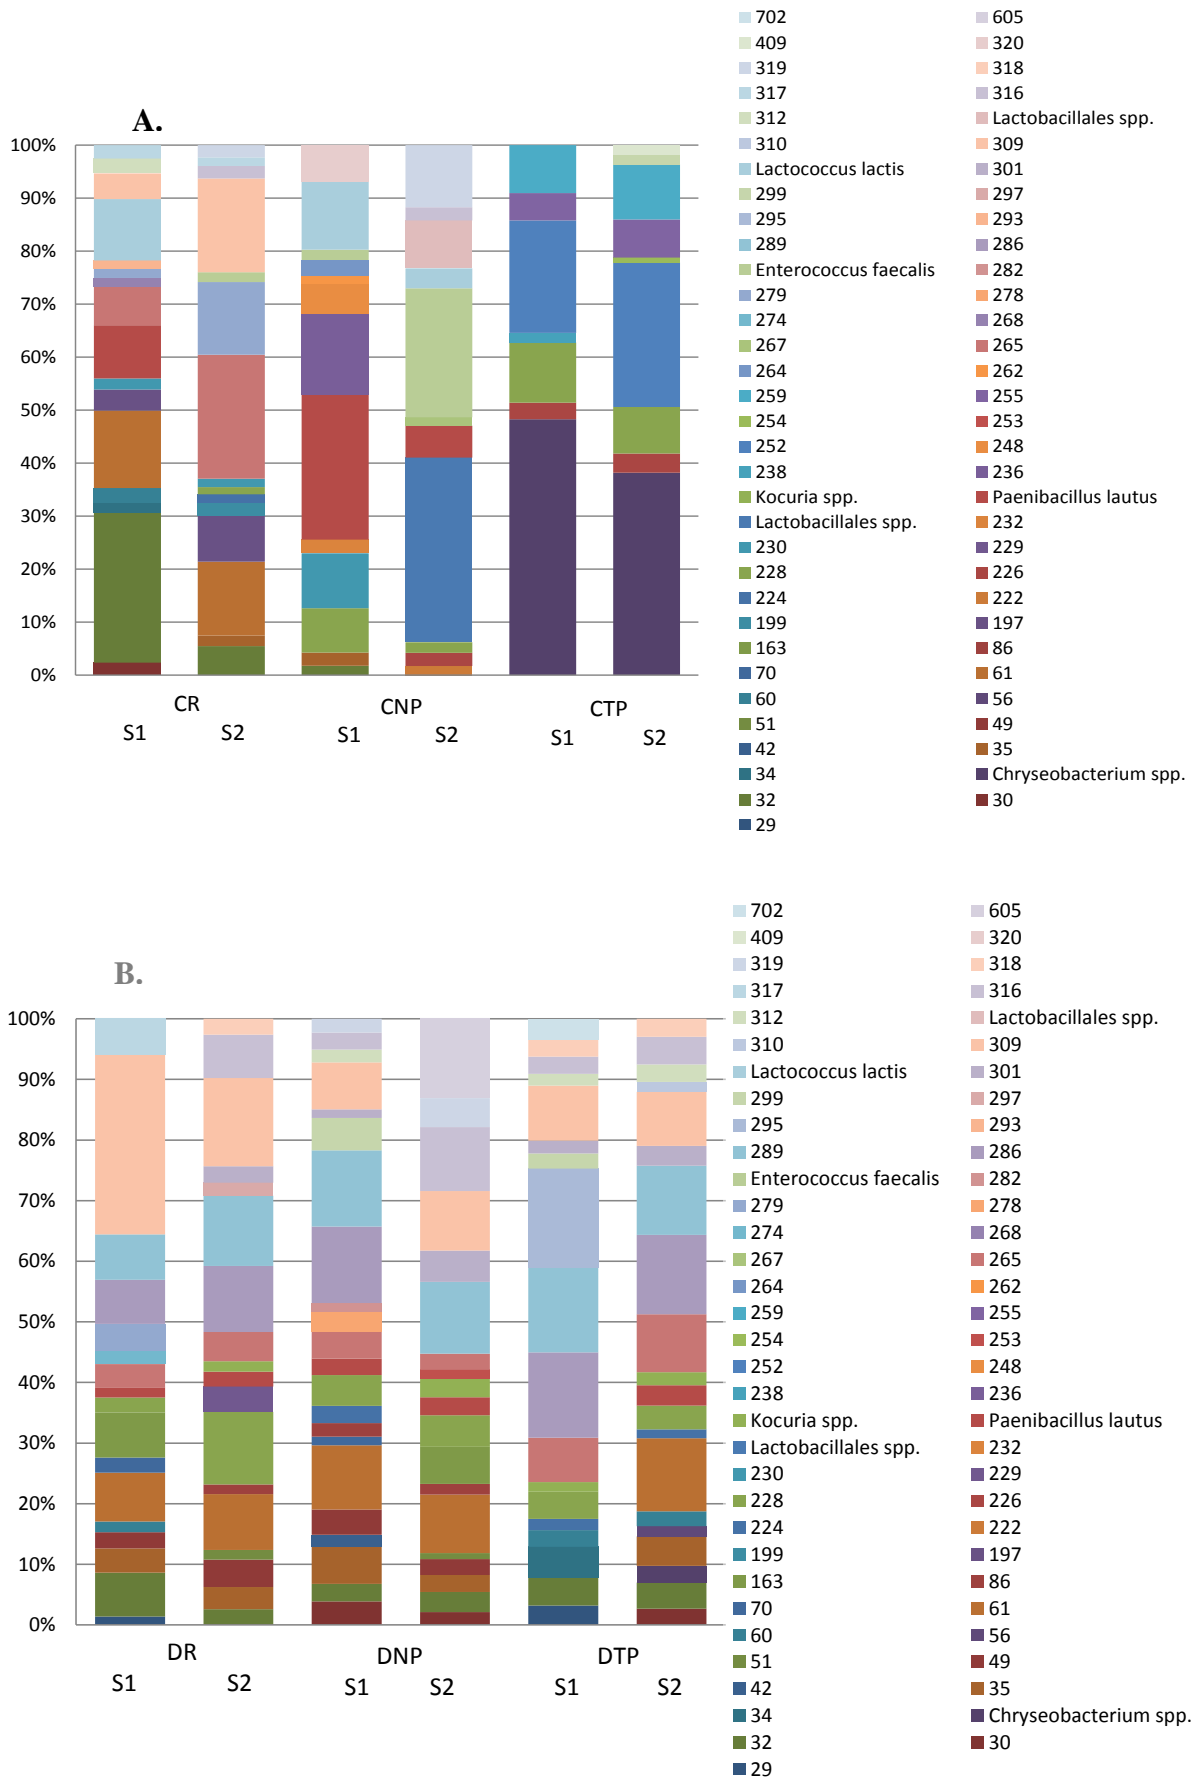 702 605
409 320
319 318
317 316
A.
312 Lactobacillales spp.
100% 310 309
Lactococcus lactis 301
90% 299 297
295 293
80% 289 286
Enterococcus faecalis 282
70% 279 278
274 268
267 265
60% 264 262
259 255
50% 254 253
252 248
40% 238 236
Kocuria spp. Paenibacillus lautus
30% Lactobacillales spp. 232
230 229
20% 228 226
224 222
10% 199 197
163 86
0% 70 61
CR CNP CTP
60 56
S1 S2 S1 S2 S1 S2
51 49
42 35
34 Chryseobacterium spp.
32 30
29
702 605
409 320
319 318
B.
317 316
100% 312 Lactobacillales spp.
310 309
90% Lactococcus lactis 301
299 297
295 293
80% 289 286
Enterococcus faecalis 282
70% 279 278
274 268
60% 267 265
264 262
50% 259 255
254 253
252 248
40% 238 236
Kocuria spp. Paenibacillus lautus
30% Lactobacillales spp. 232
230 229
20% 228 226
224 222
10% 199 197
163 86
0% 70 61
DR DNP DTP
60 56
S1 S2 S1 S2 S1 S2
51 49
42 35
34 Chryseobacterium spp.
32 30
29